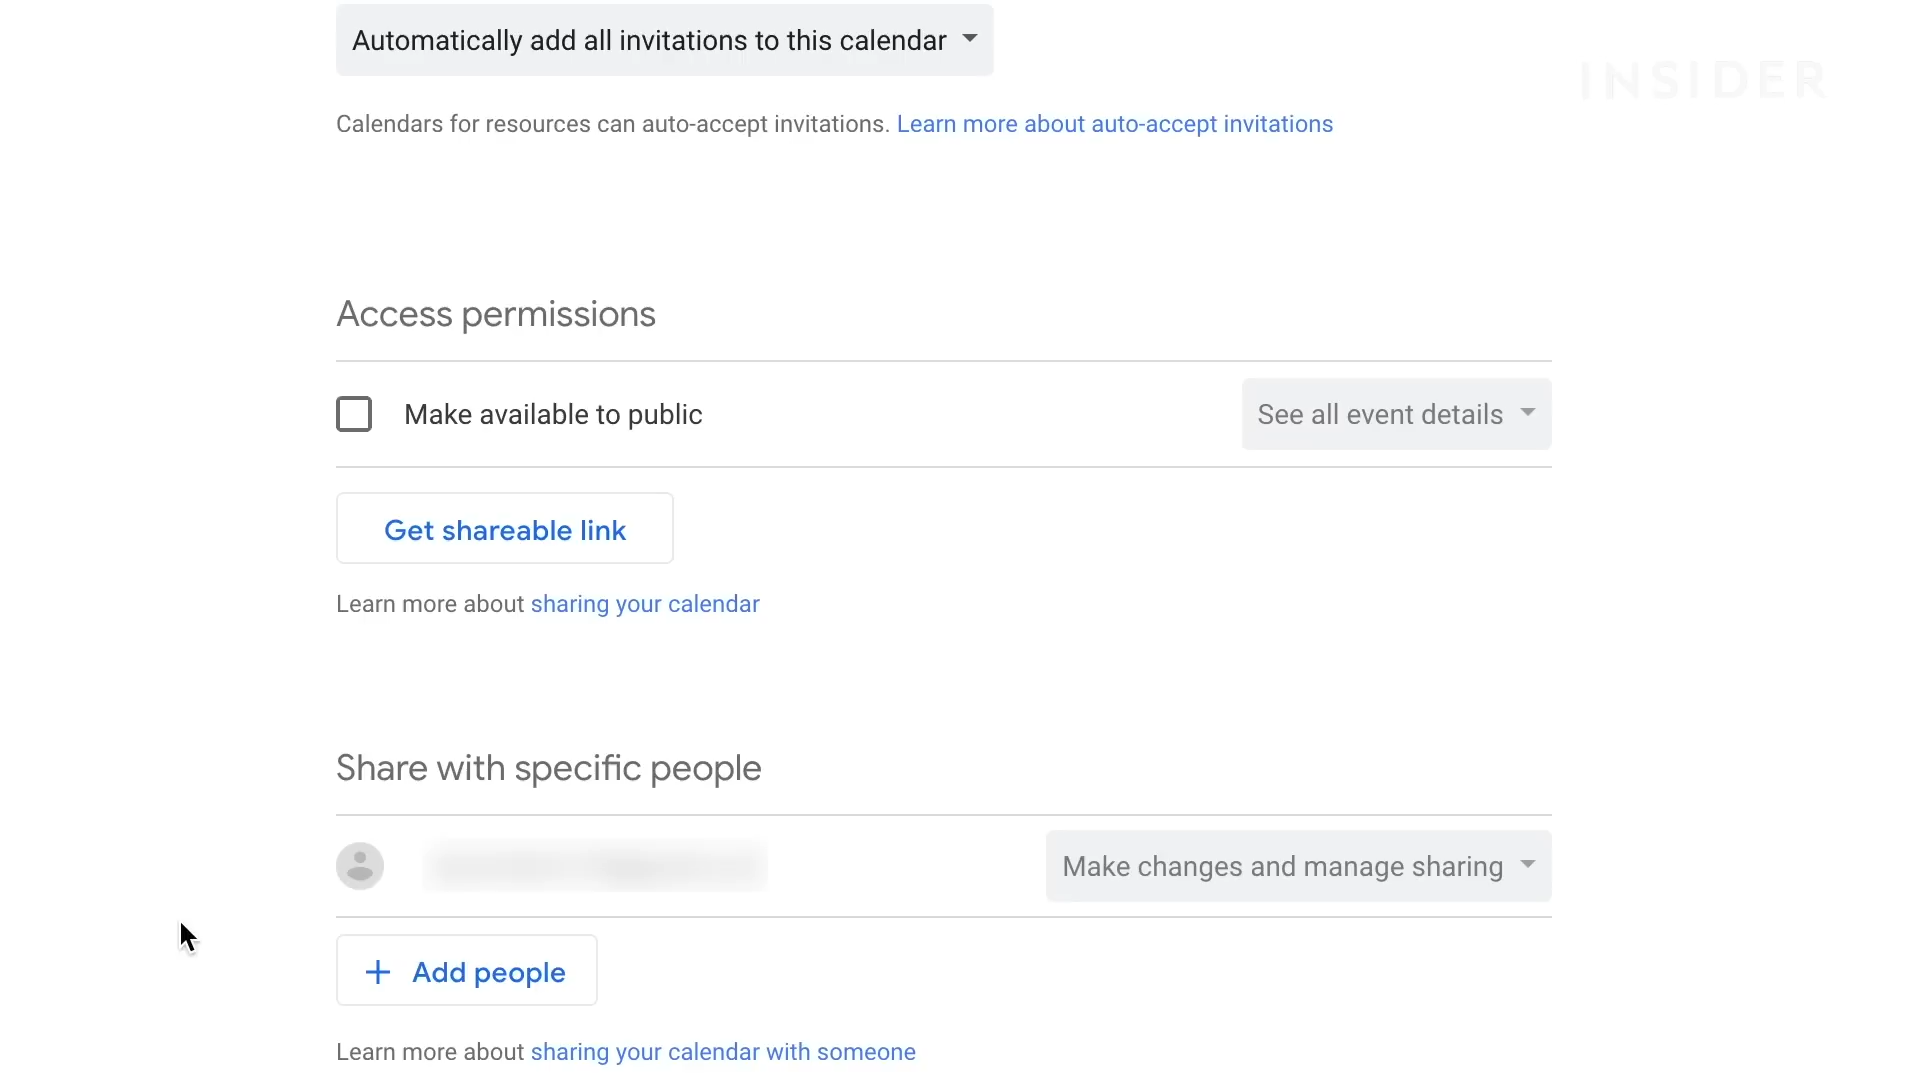 Automatically add all invitations to this calendar
INSIDER
Calendars for resources can auto-accept invitations. Learn more about auto-accept invitations
Access permissions
Make available to public
See all event details
Get shareable link
Learn more about sharing your calendar
Share with specific people
Make changes and manage sharing
Add people
Learn more about sharing your calendar with someone